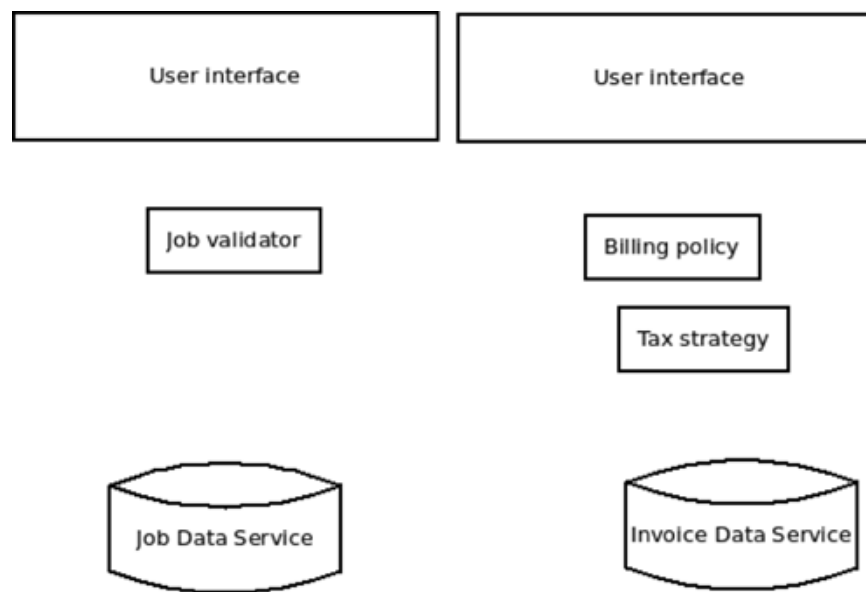 User interface
User interface
Job validator
Billing policy
Tax strategy
Job Data Service
Invoice Data Service